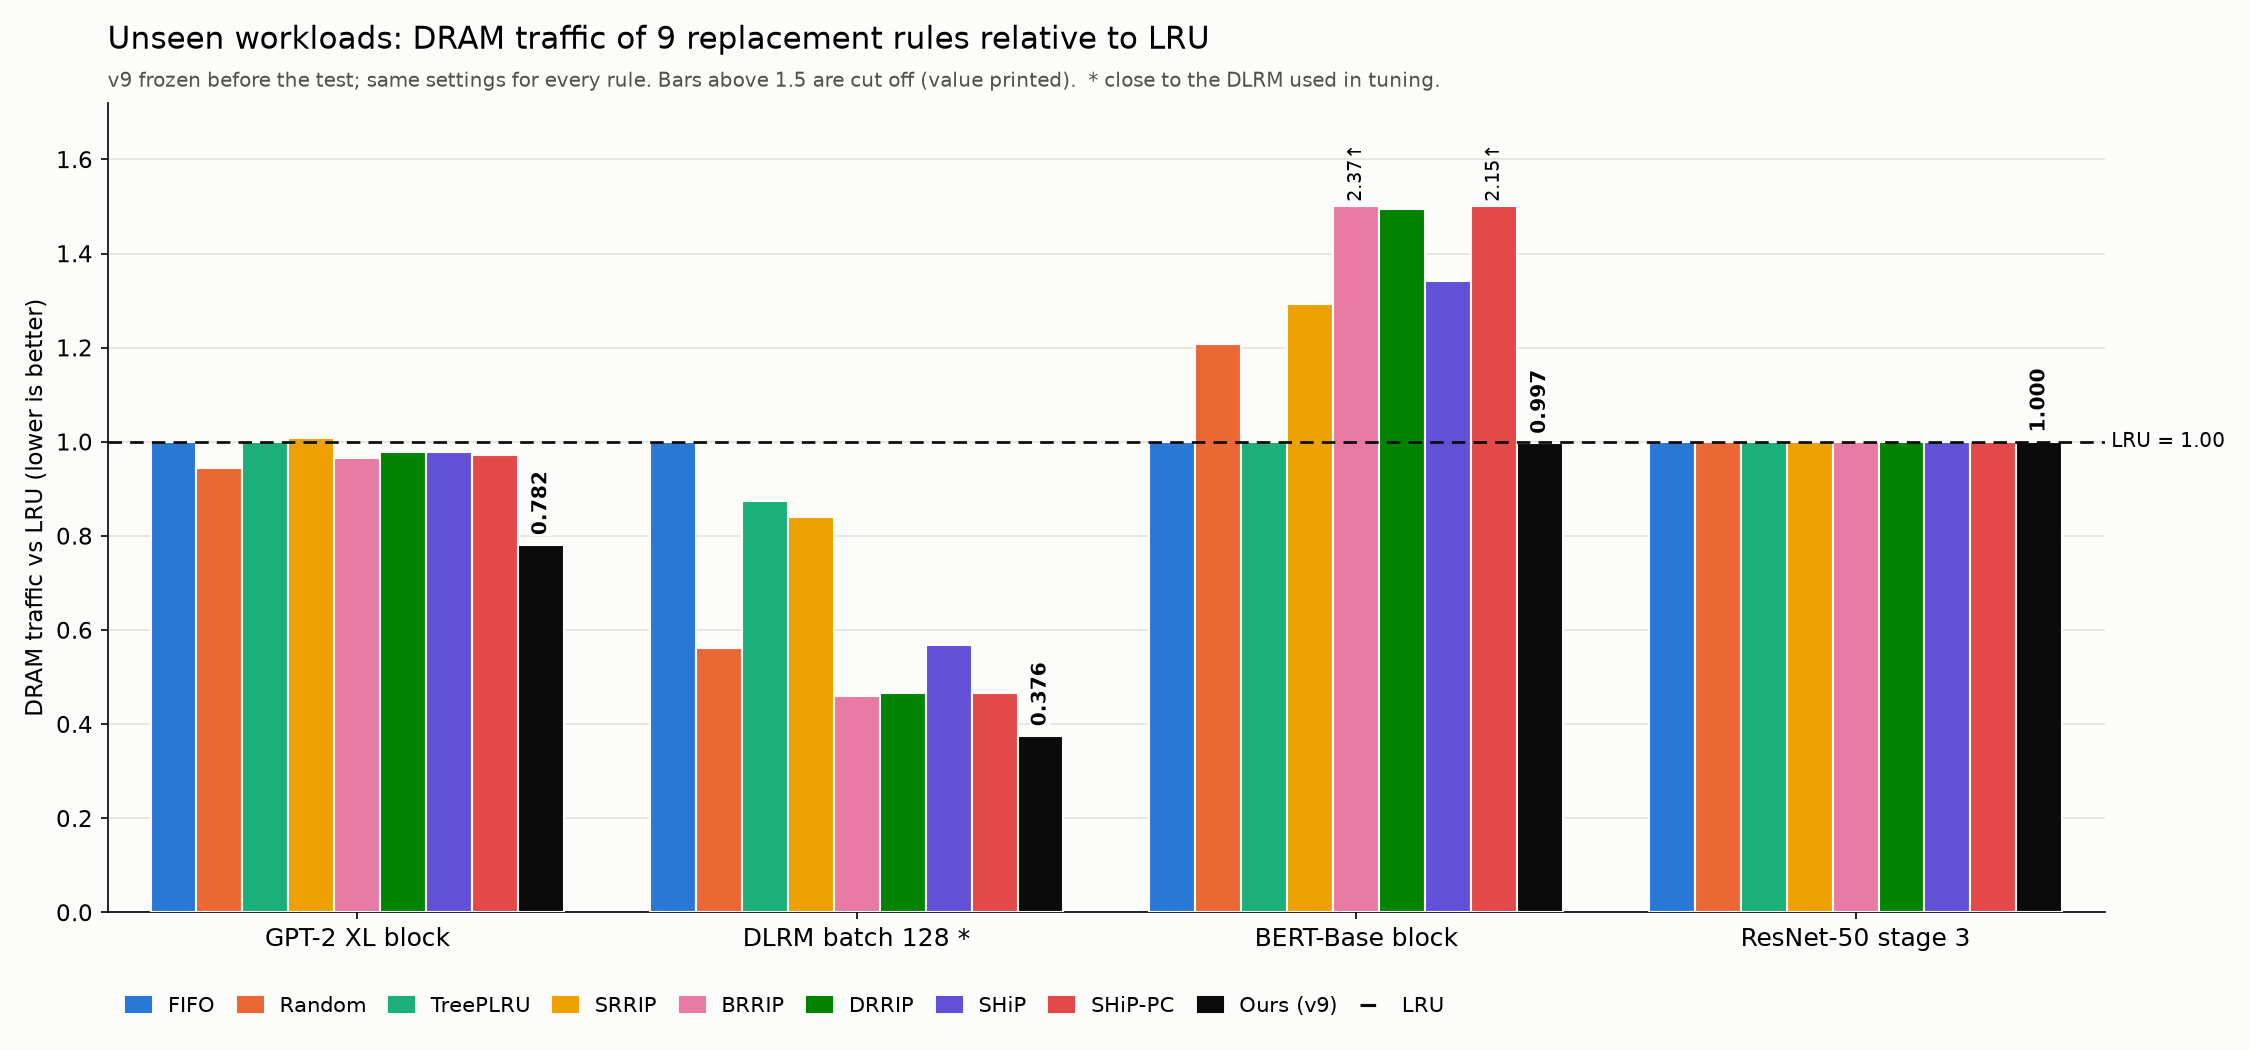 Unseen workloads: DRAM traffic of 9 replacement rules relative to LRU
v9 frozen before the test; same settings for every rule. Bars above 1.5 are cut off (value printed).  * close to the DLRM used in tuning.
DRAM traffic vs LRU (lower is better)
1.6
1.4
1.2
1.0
0.8
0.6
0.4
0.2
0.0
0.782
0.376
2.37↑
2.15↑
0.997
1.000
LRU = 1.00
GPT-2 XL block
DLRM batch 128 *
BERT-Base block
ResNet-50 stage 3
FIFO
Random
TreePLRU
SRRIP
BRRIP
DRRIP
SHiP
SHiP-PC
Ours (v9)
LRU